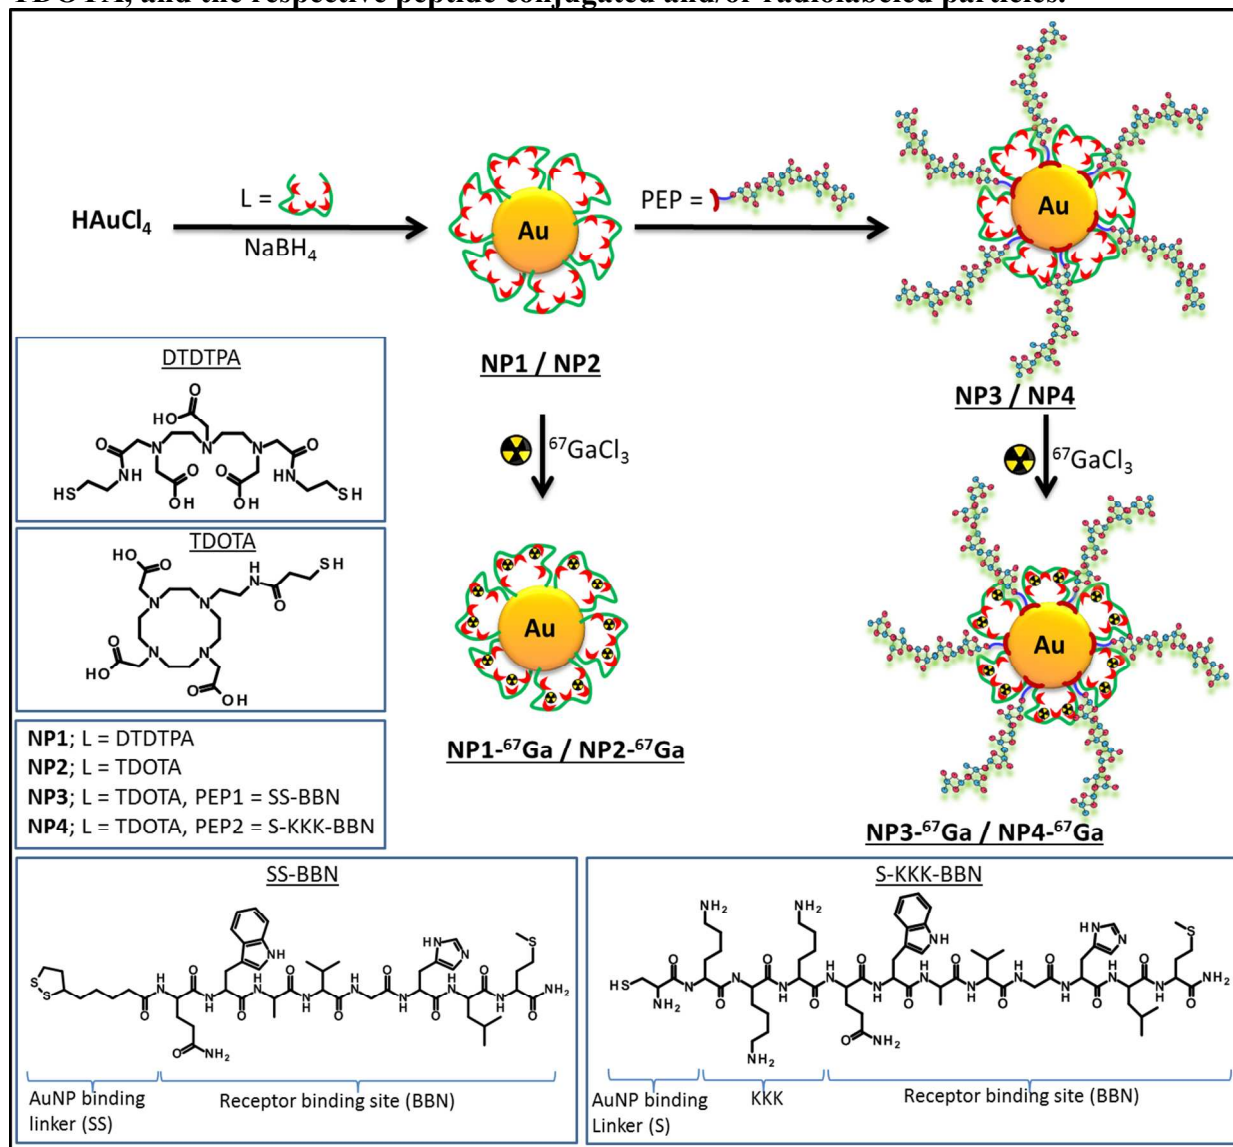 TDOTA, and the respective peptide conjugated and/or radiolabeled particles.
HAuCl4
L =
NaBH4
Au
PEP =
Au
NP1 / NP2
NP3 / NP4
67GaCl3
67GaCl3
DTDTPA
O
HO
O
O
N
N
N
O
O
O
N
H
H
N
HS
OH
OH
SH
TDOTA
HO
O
N
N
H
N
O
SH
O
HO
N
N
O
OH
Au
Au
NP1; L = DTDTPA
NP2; L = TDOTA
NP3; L = TDOTA, PEP1 = SS-BBN
NP4; L = TDOTA, PEP2 = S-KKK-BBN
NP1-67Ga / NP2-67Ga
NP3-67Ga / NP4-67Ga
SS-BBN
AuNP binding
linker (SS)
Receptor binding site (BBN)
S-KKK-BBN
AuNP binding
Linker (S)
KKK
Receptor binding site (BBN)